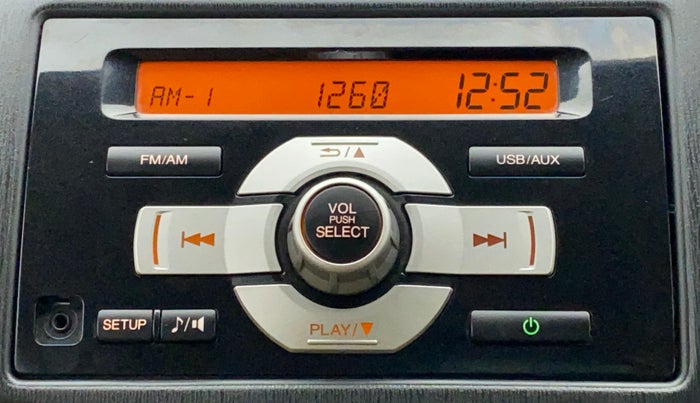 AM-1 1260 12:52
FM/AM
USB/AUX
VOL
PUSH
SELECT
SETUP
PLAY/▼